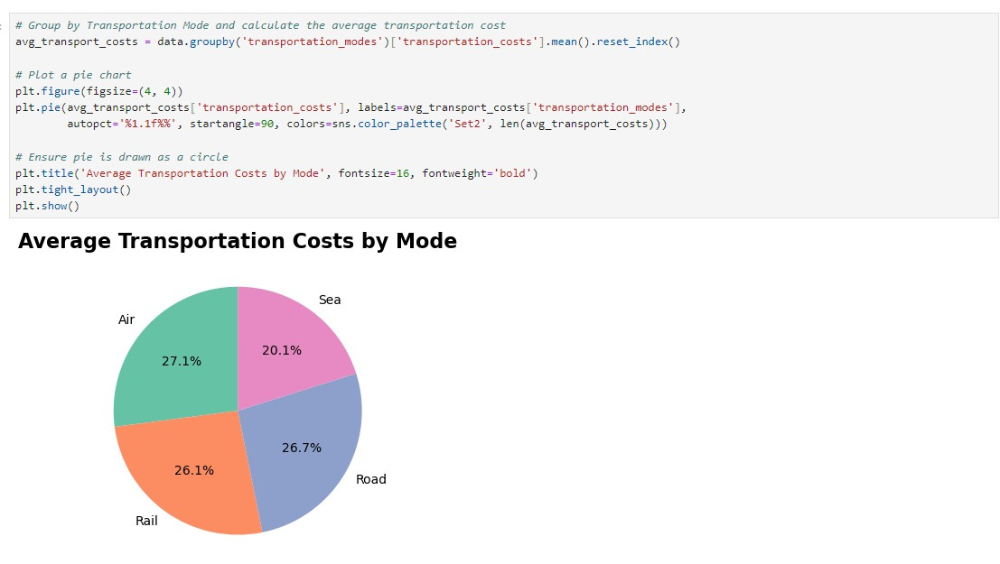 # Group by Transportation Mode and calculate the average transportation cost
avg_transport_costs = data.groupby('transportation_modes')['transportation_costs'].mean().reset_index()
# Plot a pie chart
plt.figure(figsize=(4, 4))
plt.pie(avg_transport_costs['transportation_costs'], labels=avg_transport_costs['transportation_modes'],
        autopct='%1.1f%%', startangle=90, colors=sns.color_palette('Set2', len(avg_transport_costs)))
# Ensure pie is drawn as a circle
plt.title('Average Transportation Costs by Mode', fontsize=16, fontweight='bold')
plt.tight_layout()
plt.show()
Average Transportation Costs by Mode
Sea
Air
20.1%
27.1%
26.7%
26.1%
Road
Rail